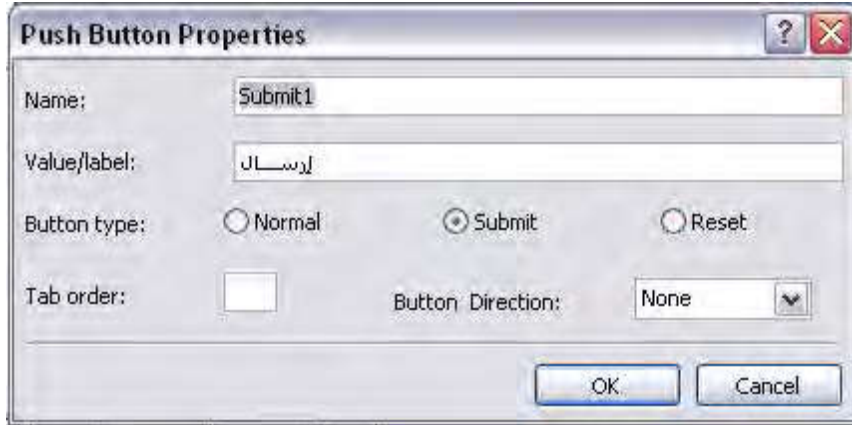 Push Button Properties
Name: Submit1
Value/label: إرســـال
Button type: Normal Submit Reset
Tab order: Button Direction: None
OK Cancel